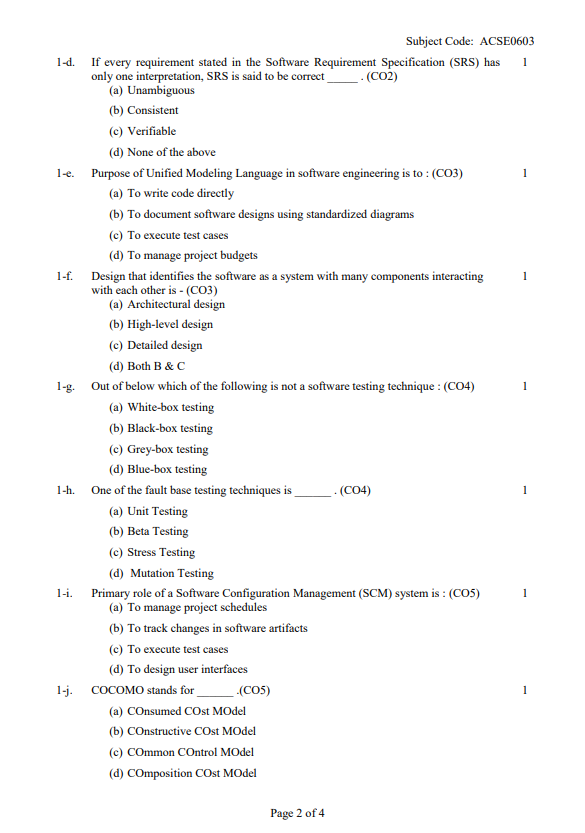 Subject Code: ACSE0603
1-d. If every requirement stated in the Software Requirement Specification (SRS) has 1
only one interpretation, SRS is said to be correct _____ . (CO2)
(a) Unambiguous
(b) Consistent
(c) Verifiable
(d) None of the above
1-e. Purpose of Unified Modeling Language in software engineering is to : (CO3) 1
(a) To write code directly
(b) To document software designs using standardized diagrams
(c) To execute test cases
(d) To manage project budgets
1-f. Design that identifies the software as a system with many components interacting 1
with each other is - (CO3)
(a) Architectural design
(b) High-level design
(c) Detailed design
(d) Both B & C
1-g. Out of below which of the following is not a software testing technique : (CO4) 1
(a) White-box testing
(b) Black-box testing
(c) Grey-box testing
(d) Blue-box testing
1-h. One of the fault base testing techniques is ______ . (CO4) 1
(a) Unit Testing
(b) Beta Testing
(c) Stress Testing
(d) Mutation Testing
1-i. Primary role of a Software Configuration Management (SCM) system is : (CO5) 1
(a) To manage project schedules
(b) To track changes in software artifacts
(c) To execute test cases
(d) To design user interfaces
1-j. COCOMO stands for ______ .(CO5) 1
(a) COnsumed COst MOdel
(b) COnstructive COst MOdel
(c) COmmon COntrol MOdel
(d) COmposition COst MOdel
Page 2 of 4